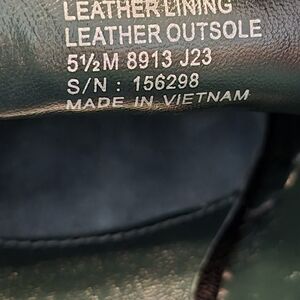 LEATHER LINING
LEATHER OUTSOLE
5½M 8913 J23
S/N : 156298
MADE IN VIETNAM